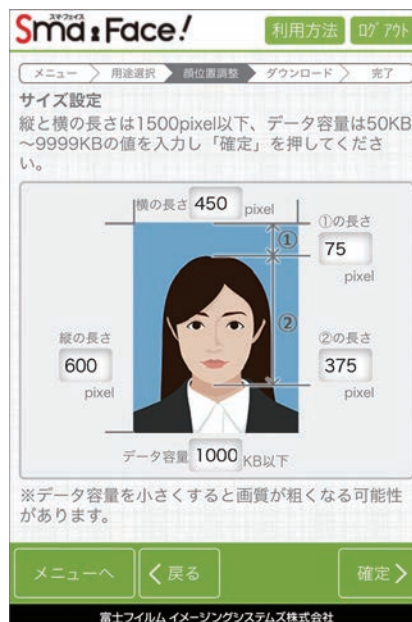 スマ・フェイス
Sma Face!
利用方法
ログアウト
メニュー
用途選択
顔位置調整
ダウンロード
完了
サイズ設定
縦と横の長さは1500pixel以下、データ容量は50KB
~9999KBの値を入力し「確定」を押してくださ
い。
横の長さ 450 pixel
①の長さ
①
75
pixel
②
縦の長さ
②の長さ
600
375
pixel
pixel
データ容量 1000 KB以下
※データ容量を小さくすると画質が粗くなる可能性
があります。
メニューへ
戻る
確定
富士フイルム イメージングシステムズ株式会社